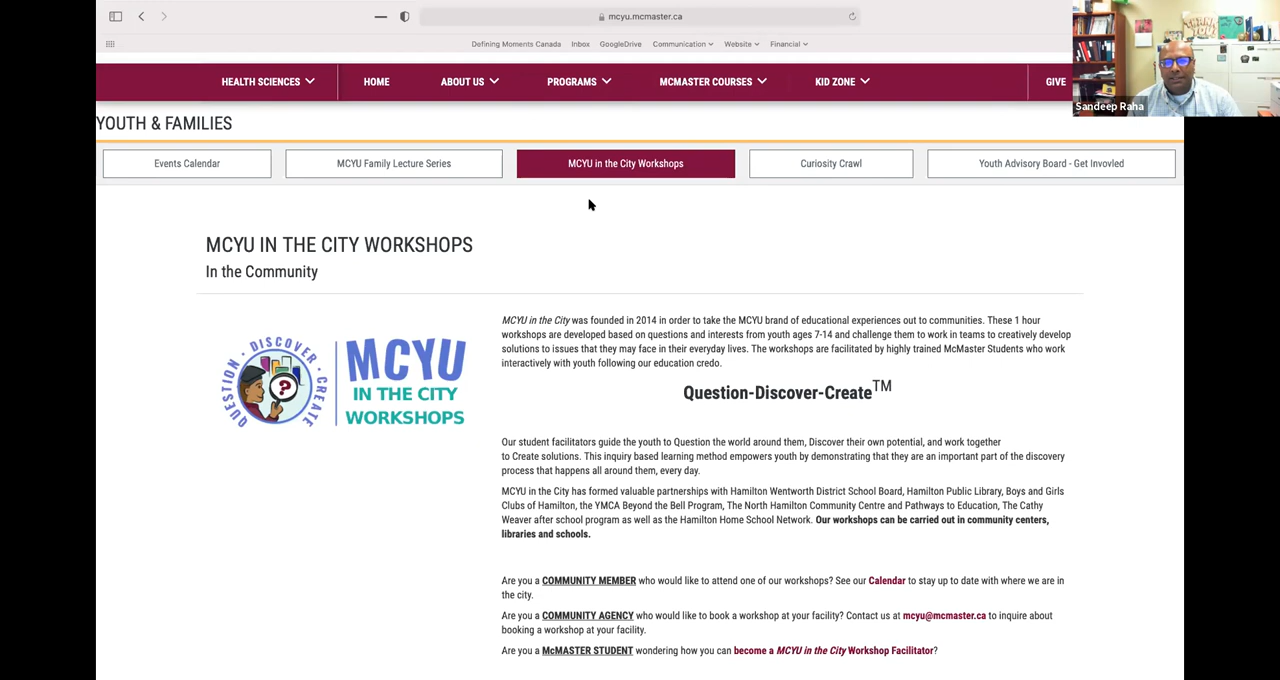 mcyu.mcmaster.ca
Defining Moments Canada Inbox GoogleDrive Communication Website Financial
HEALTH SCIENCES HOME ABOUT US PROGRAMS MCMASTER COURSES KID ZONE GIVE
Sandeep Raha
YOUTH & FAMILIES
Events Calendar MCYU Family Lecture Series MCYU in the City Workshops Curiosity Crawl Youth Advisory Board - Get Invovled
MCYU IN THE CITY WORKSHOPS
In the Community
QUESTION · DISCOVER · CREATE
MCYU
IN THE CITY
WORKSHOPS
MCYU in the City was founded in 2014 in order to take the MCYU brand of educational experiences out to communities. These 1 hour
workshops are developed based on questions and interests from youth ages 7-14 and challenge them to work in teams to creatively develop
solutions to issues that they may face in their everyday lives. The workshops are facilitated by highly trained McMaster Students who work
interactively with youth following our education credo.
Question-Discover-Create™
Our student facilitators guide the youth to Question the world around them, Discover their own potential, and work together
to Create solutions. This inquiry based learning method empowers youth by demonstrating that they are an important part of the discovery
process that happens all around them, every day.
MCYU in the City has formed valuable partnerships with Hamilton Wentworth District School Board, Hamilton Public Library, Boys and Girls
Clubs of Hamilton, the YMCA Beyond the Bell Program, The North Hamilton Community Centre and Pathways to Education, The Cathy
Weaver after school program as well as the Hamilton Home School Network. Our workshops can be carried out in community centers,
libraries and schools.
Are you a COMMUNITY MEMBER who would like to attend one of our workshops? See our Calendar to stay up to date with where we are in
the city.
Are you a COMMUNITY AGENCY who would like to book a workshop at your facility? Contact us at mcyu@mcmaster.ca to inquire about
booking a workshop at your facility.
Are you a McMASTER STUDENT wondering how you can become a MCYU in the City Workshop Facilitator?